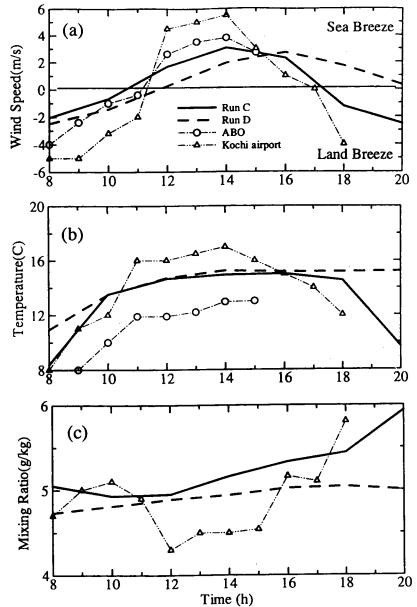 (a)
Sea Breeze
Wind Speed(m/s)
6
4
2
0
-2
-4
-6
Run C
Run D
ABO
Kochi airport
Land Breeze
8 10 12 14 16 18 20
(b)
Temperature(C)
20
16
12
8
8 10 12 14 16 18 20
(c)
Mixing Ratio(g/kg)
6
5
4
8 10 12 14 16 18 20
Time (h)